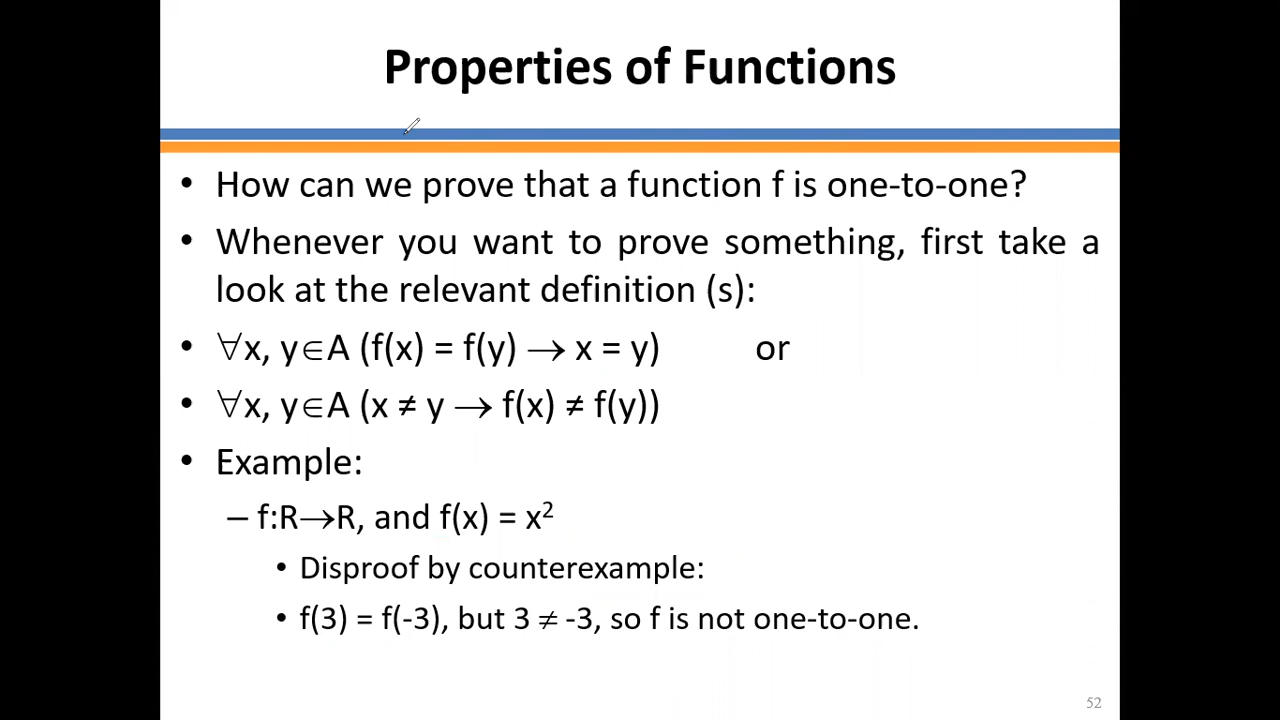 Properties of Functions
• How can we prove that a function f is one-to-one?
• Whenever you want to prove something, first take a
look at the relevant definition (s):
• ∀x, y∈A (f(x) = f(y) → x = y) or
• ∀x, y∈A (x ≠ y → f(x) ≠ f(y))
• Example:
– f:R→R, and f(x) = x²
• Disproof by counterexample:
• f(3) = f(-3), but 3 ≠ -3, so f is not one-to-one.
52